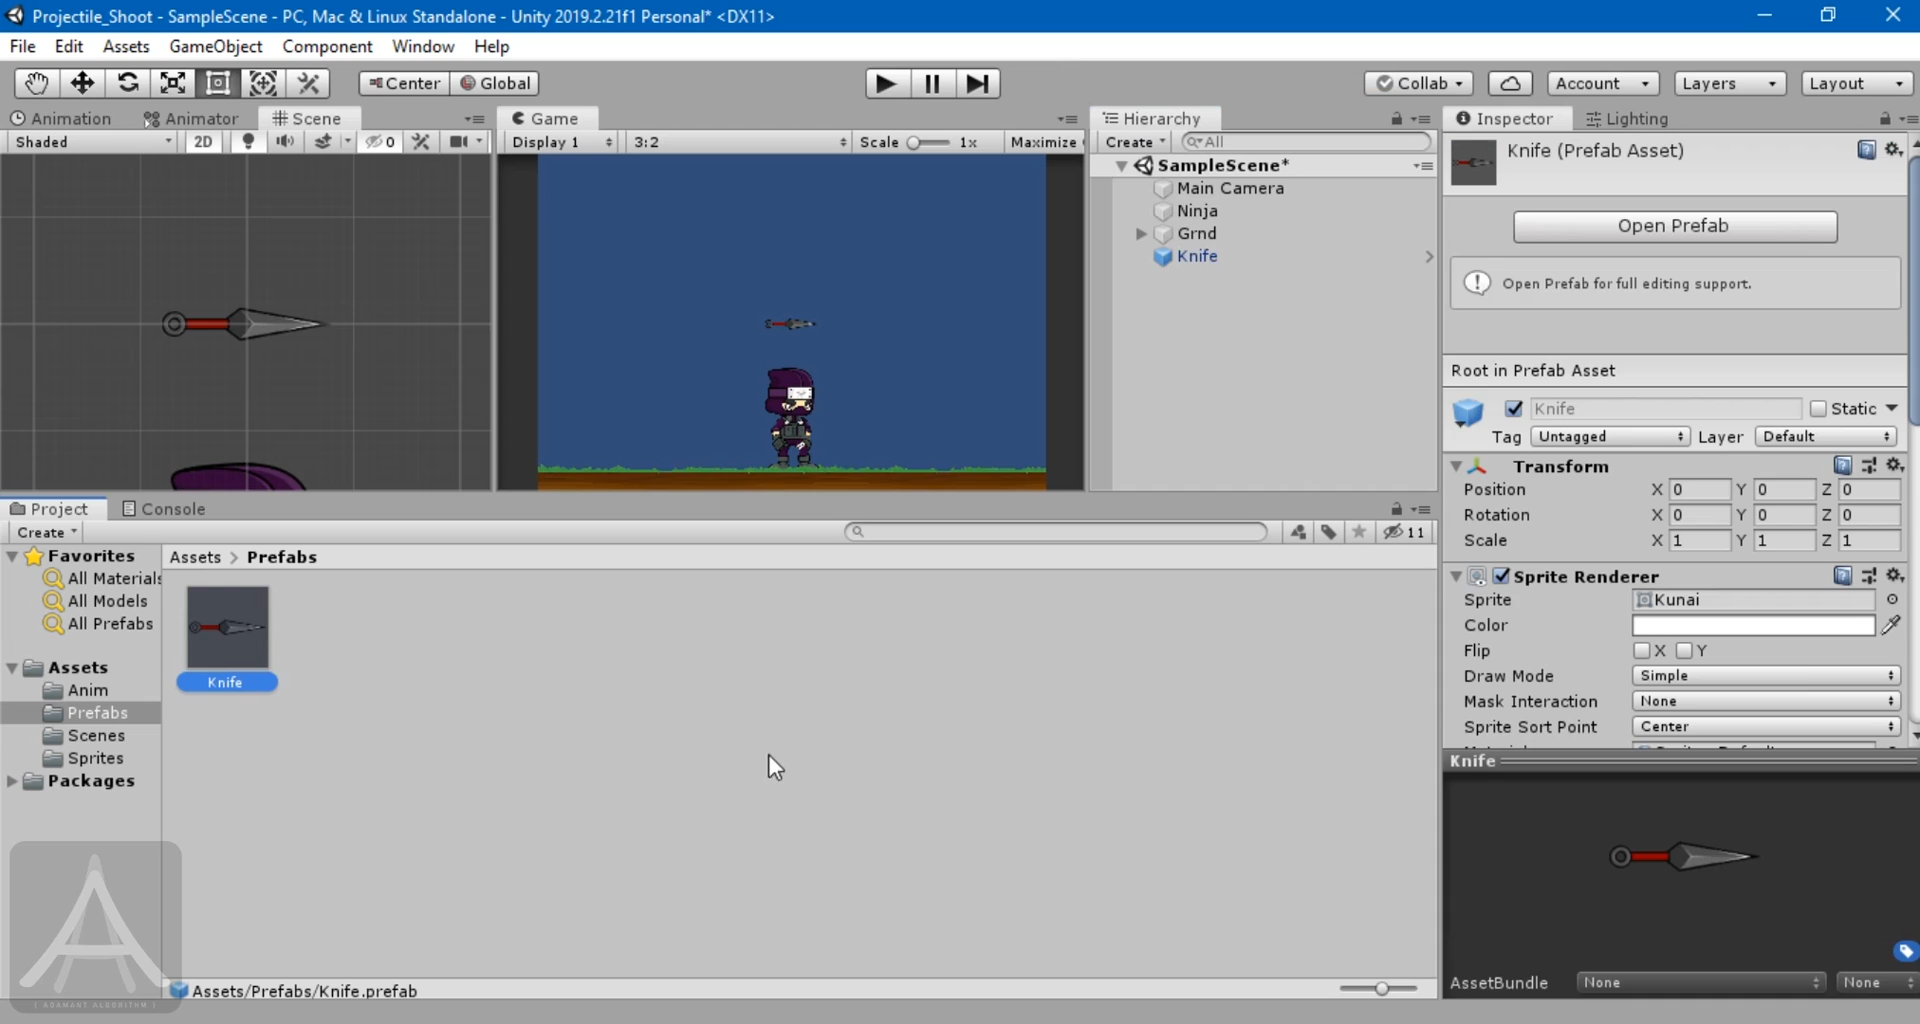 Projectile_Shoot - SampleScene - PC, Mac & Linux Standalone - Unity 2019.2.21f1 Personal* <DX11>
File Edit Assets GameObject Component Window Help
Center Global Collab Account Layers Layout
Animation Animator Scene Game Hierarchy Inspector Lighting
Shaded 2D 0 Display 1 3:2 Scale 1x Maximize Create All
SampleScene*
Main Camera
Ninja
Grnd
Knife
Knife (Prefab Asset)
Open Prefab
Open Prefab for full editing support.
Root in Prefab Asset
Knife Static
Tag Untagged Layer Default
Transform
Position X 0 Y 0 Z 0
Rotation X 0 Y 0 Z 0
Scale X 1 Y 1 Z 1
Sprite Renderer
Sprite Kunai
Color
Flip X Y
Draw Mode Simple
Mask Interaction None
Sprite Sort Point Center
Knife
AssetBundle None None
Project Console
Create 11
Favorites
All Materials
All Models
All Prefabs
Assets
Anim
Prefabs
Scenes
Sprites
Packages
Assets > Prefabs
Knife
Assets/Prefabs/Knife.prefab
[ ADAMANT ALGORITHM ]